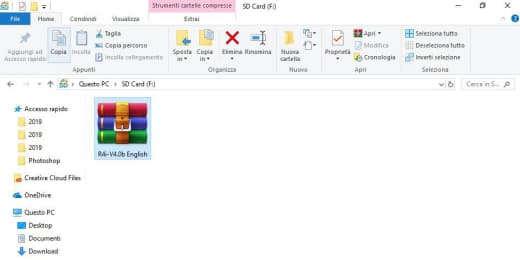 Strumenti cartelle compresse
SD Card (F:)
File
Home
Condividi
Visualizza
Estrai
Aggiungi ad Accesso rapido
Copia
Incolla
Taglia
Copia percorso
Incolla collegamento
Appunti
Sposta in
Copia in
Elimina
Rinomina
Organizza
Nuova cartella
Nuovo
Proprietà
Apri
Modifica
Cronologia
Apri
Seleziona tutto
Deseleziona tutto
Inverti selezione
Seleziona
Questo PC > SD Card (F:)
Cerca in S...
Accesso rapido
2019
2019
2019
Photoshop
Creative Cloud Files
OneDrive
Questo PC
Desktop
Documenti
Download
R4i-V4.0b English